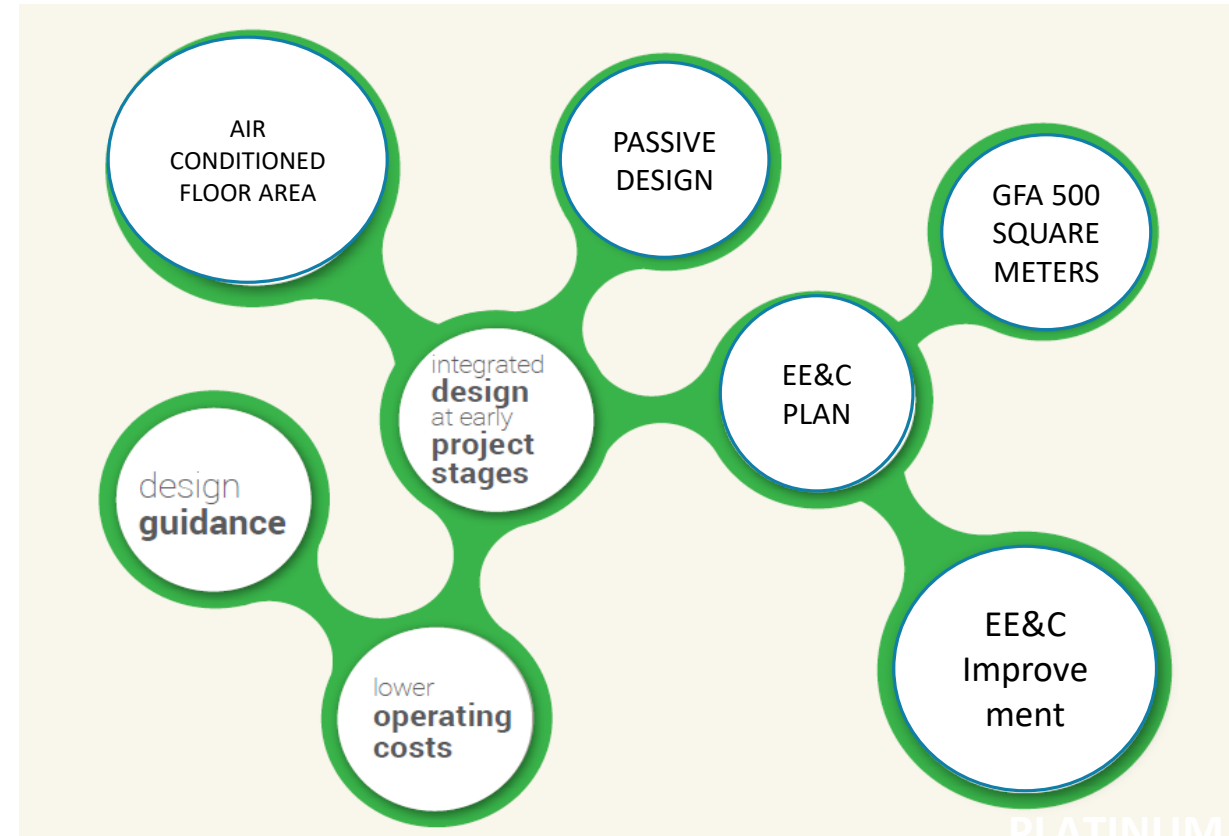 AIR
CONDITIONED
FLOOR AREA
PASSIVE
DESIGN
GFA 500
SQUARE
METERS
integrated
design
at early
project
stages
EE&C
PLAN
design
guidance
lower
operating
costs
EE&C
Improve
ment
PLATINUM